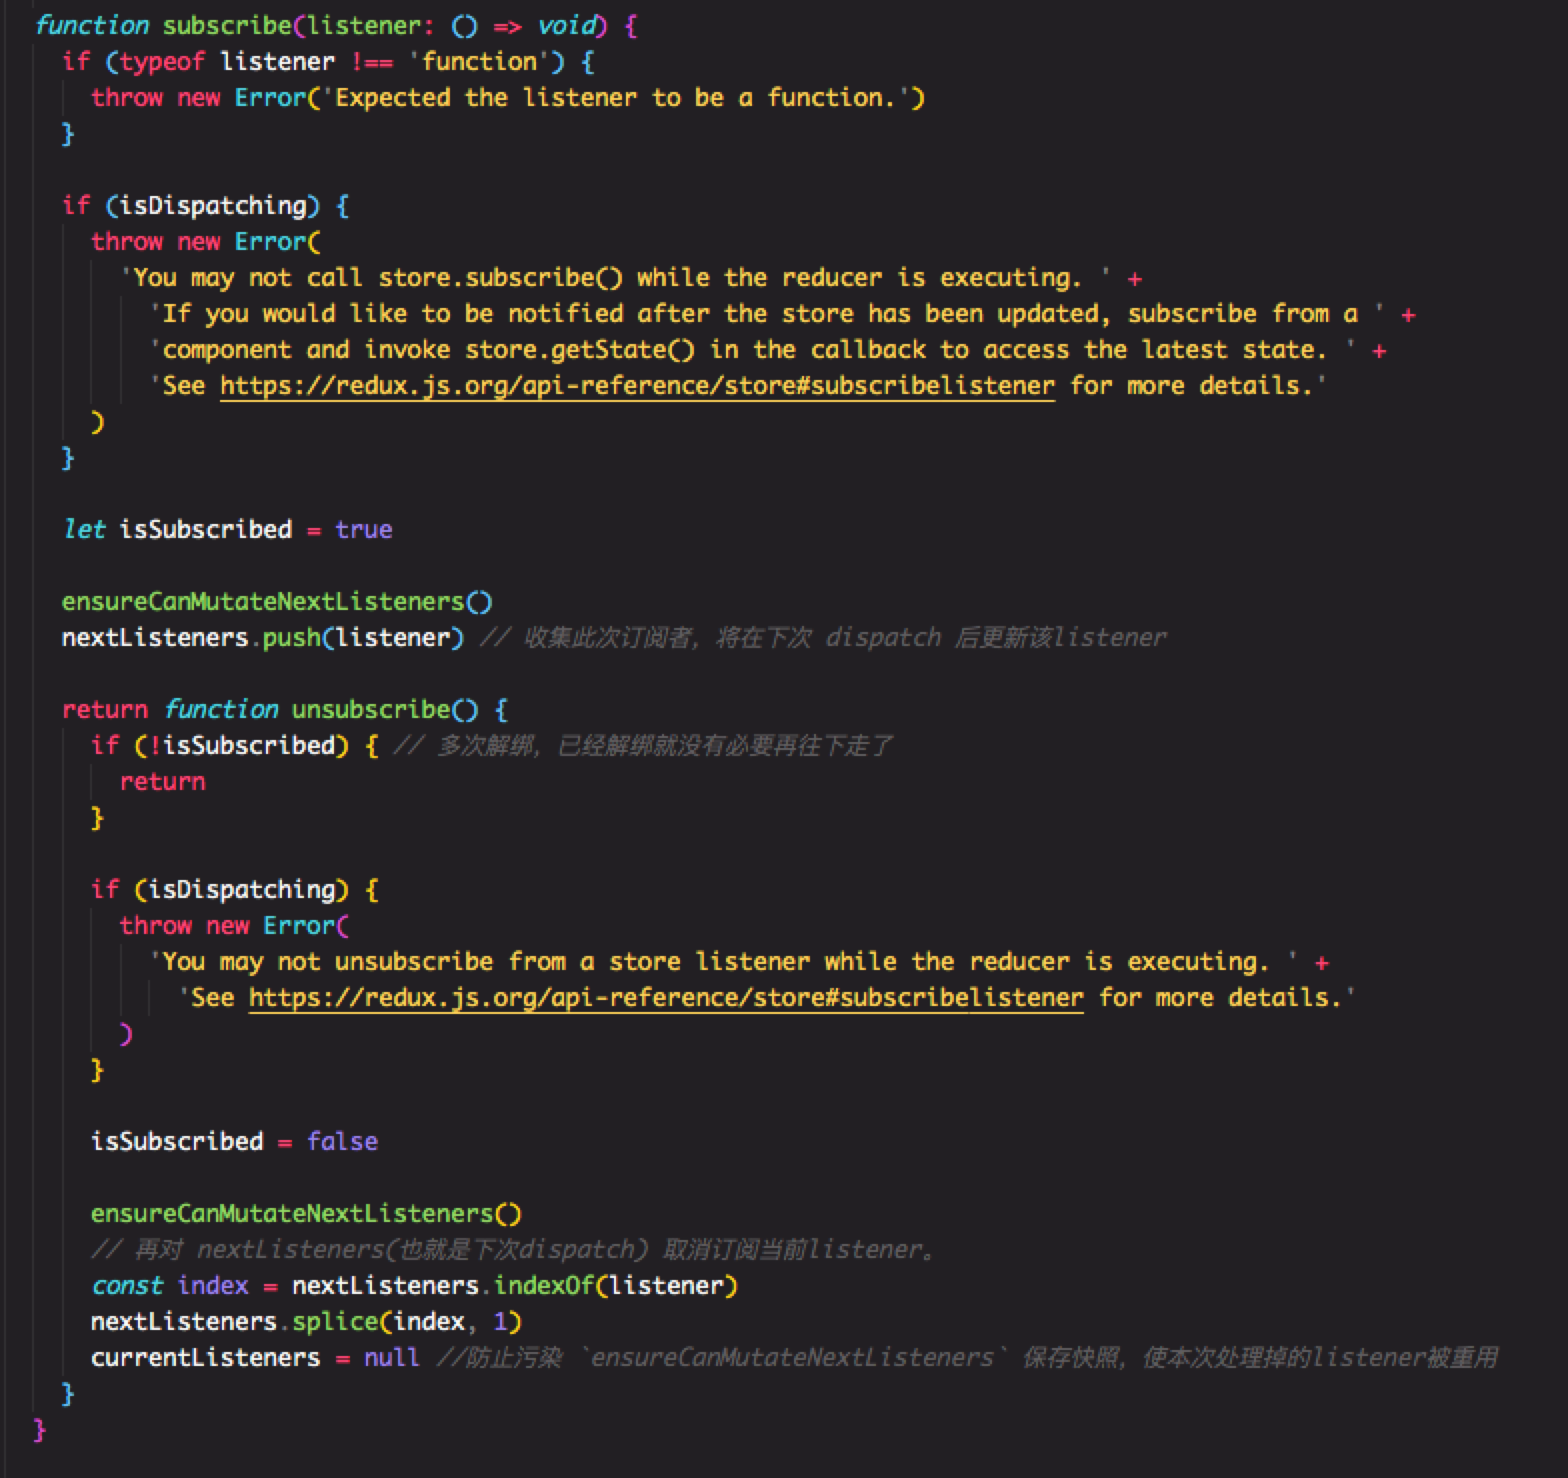 function subscribe(listener: () => void) {
if (typeof listener !== 'function') {
throw new Error('Expected the listener to be a function.')
}
if (isDispatching) {
throw new Error(
'You may not call store.subscribe() while the reducer is executing. ' +
'If you would like to be notified after the store has been updated, subscribe from a ' +
'component and invoke store.getState() in the callback to access the latest state. ' +
'See https://redux.js.org/api-reference/store#subscribelistener for more details.'
)
}
let isSubscribed = true
ensureCanMutateNextListeners()
nextListeners.push(listener) // 收集此次订阅者，将在下次 dispatch 后更新该listener
return function unsubscribe() {
if (!isSubscribed) { // 多次解绑，已经解绑就没有必要再往下走了
return
}
if (isDispatching) {
throw new Error(
'You may not unsubscribe from a store listener while the reducer is executing. ' +
'See https://redux.js.org/api-reference/store#subscribelistener for more details.'
)
}
isSubscribed = false
ensureCanMutateNextListeners()
// 再对 nextListeners(也就是下次dispatch) 取消订阅当前listener。
const index = nextListeners.indexOf(listener)
nextListeners.splice(index, 1)
currentListeners = null //防止污染 `ensureCanMutateNextListeners` 保存快照，使本次处理掉的listener被重用
}
}